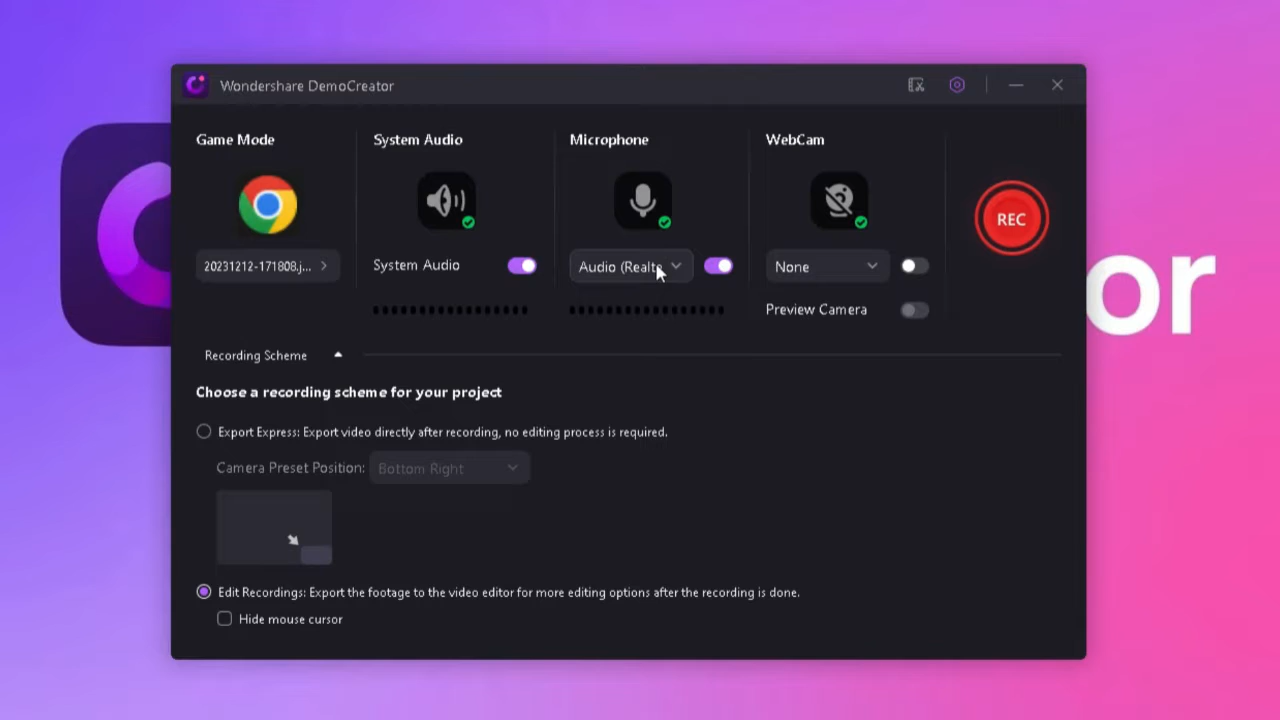 Wondershare DemoCreator
Game Mode
System Audio
Microphone
WebCam
REC
20231212-171808.j...
System Audio
Audio (Realte
None
Preview Camera
or
Recording Scheme
Choose a recording scheme for your project
Export Express: Export video directly after recording, no editing process is required.
Camera Preset Position:
Bottom Right
Edit Recordings: Export the footage to the video editor for more editing options after the recording is done.
Hide mouse cursor